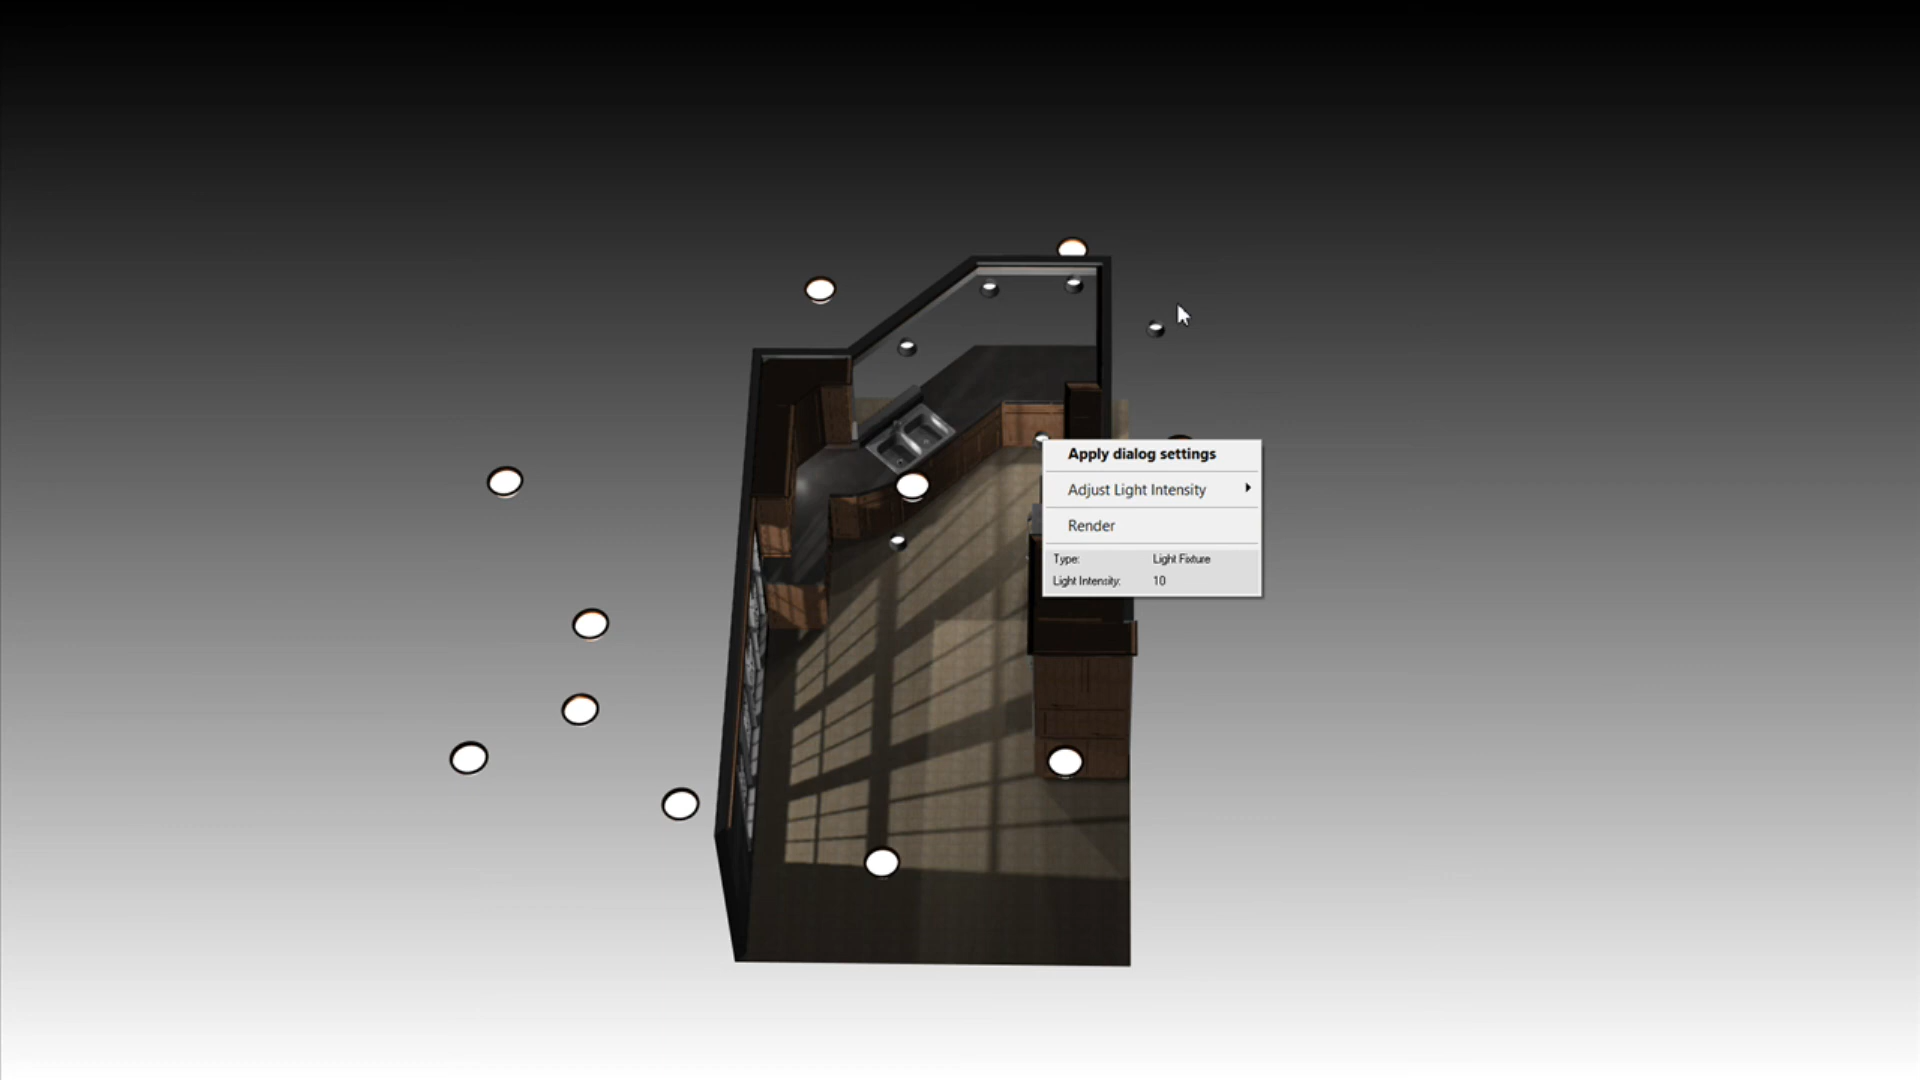 Apply dialog settings
Adjust Light Intensity
Render
Type: Light Fixture
Light Intensity: 10